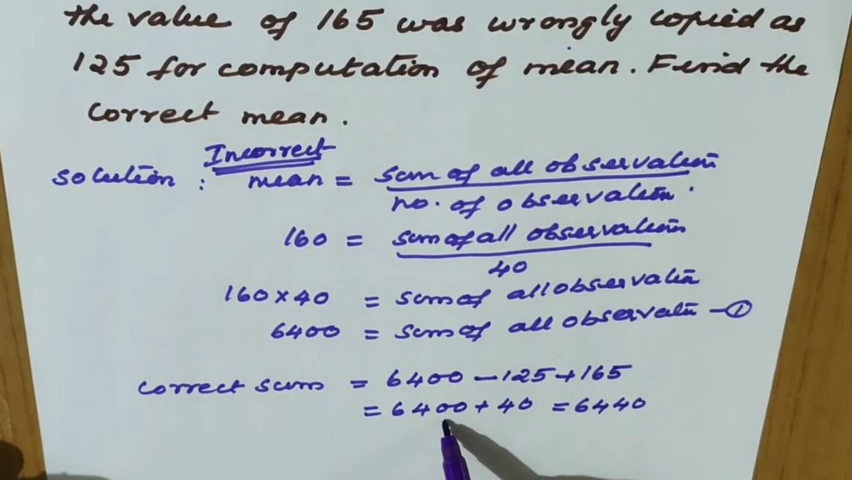 the value of 165 was wrongly copied as
125 for computation of mean. Find the
correct mean.
Incorrect
Solution : mean = sum of all observation
no. of observation.
160 = sum of all observation
40
160 × 40 = sum of all observation
6400 = sum of all observatin - ①
correct sum = 6400 - 125 + 165
= 6400 + 40 = 6440